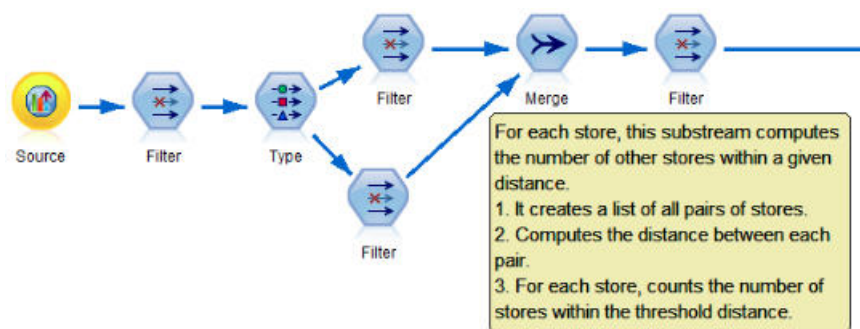 Source
Filter
Type
Filter
Filter
Merge
Filter
For each store, this substream computes
the number of other stores within a given
distance.
1. It creates a list of all pairs of stores.
2. Computes the distance between each
pair.
3. For each store, counts the number of
stores within the threshold distance.